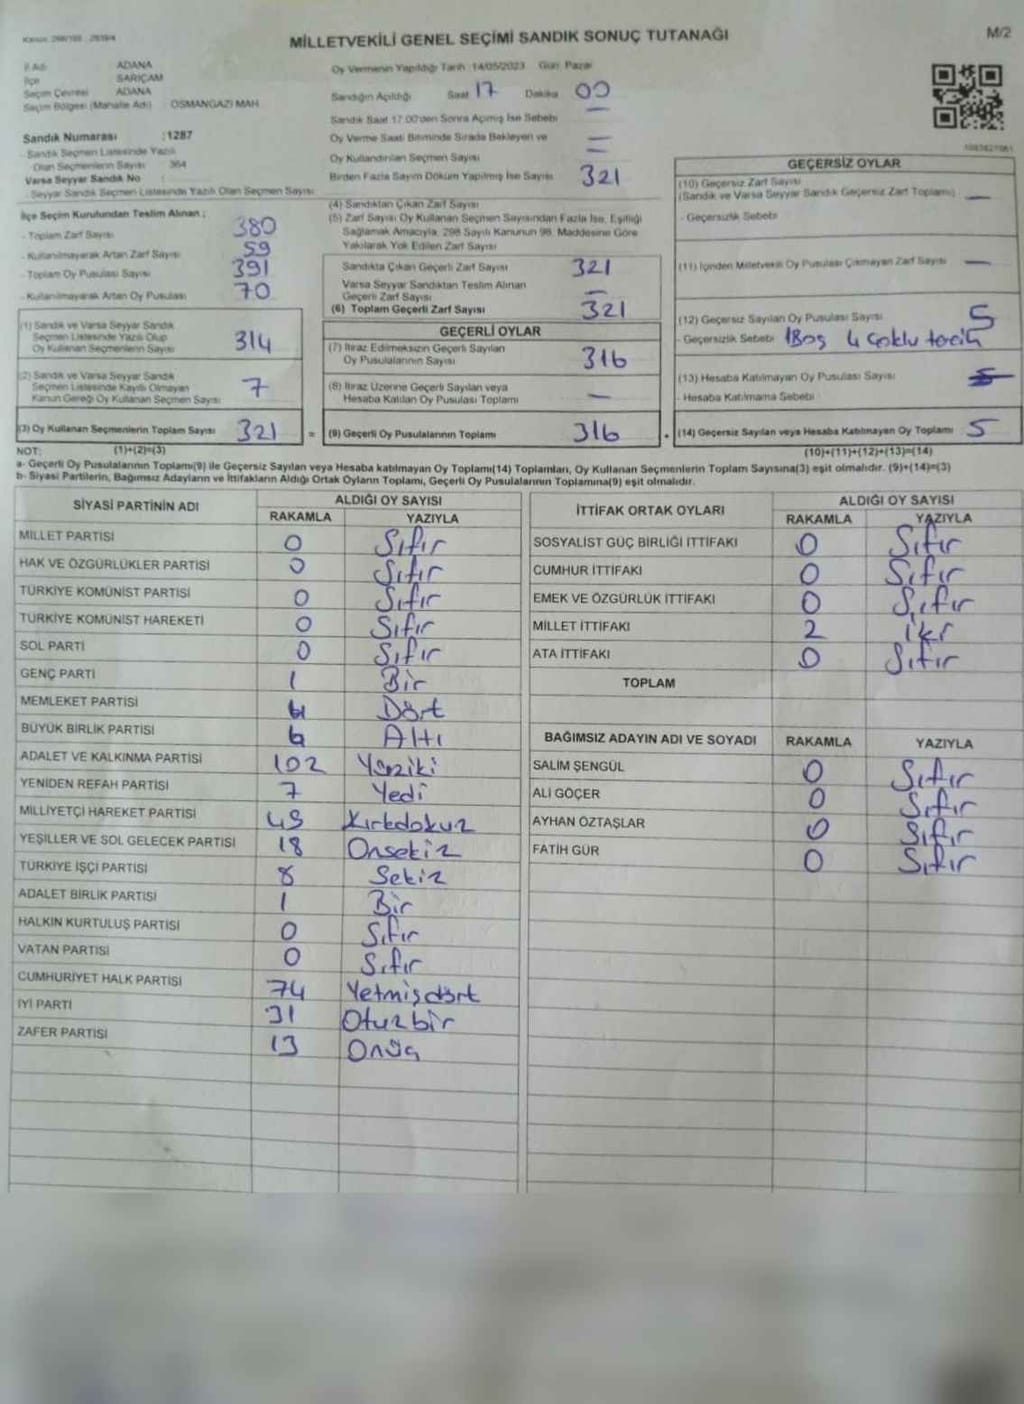 MİLLETVEKİLİ GENEL SEÇİMİ SANDIK SONUÇ TUTANAĞI
M/2
İl Adı ADANA
İlçe SARIÇAM
Seçim Çevresi ADANA
Seçim Bölgesi (Mahalle Adı) OSMANGAZİ MAH.
Sandık Numarası :1287
- Sandık Seçmen Listesinde Yazılı
Olan Seçmenlerin Sayısı 364
Varsa Seyyar Sandık No
- Seyyar Sandık Seçmen Listesinde Yazılı Olan Seçmen Sayısı
İlçe Seçim Kurulundan Teslim Alınan ;
- Toplam Zarf Sayısı 380
- Kullanılmayarak Artan Zarf Sayısı 59
- Toplam Oy Pusulası Sayısı 391
- Kullanılmayarak Artan Oy Pusulası 70
(1) Sandık ve Varsa Seyyar Sandık
Seçmen Listesinde Yazılı Olup
Oy Kullanan Seçmenlerin Sayısı 314
(2) Sandık ve Varsa Seyyar Sandık
Seçmen Listesinde Kayıtlı Olmayan
Kanun Gereği Oy Kullanan Seçmen Sayısı 7
(3) Oy Kullanan Seçmenlerin Toplam Sayısı 321 =
Oy Vermenin Yapıldığı Tarih 14/05/2023 Gün: Pazar
Sandığın Açıldığı Saat 17 Dakika 00
Sandık Saat 17.00'den Sonra Açılmış İse Sebebi —
Oy Verme Saati Bitiminde Sırada Bekleyen ve
Oy Kullandırılan Seçmen Sayısı —
Birden Fazla Sayım Döküm Yapılmış İse Sayısı —
(4) Sandıktan Çıkan Zarf Sayısı 321
(5) Zarf Sayısı Oy Kullanan Seçmen Sayısından Fazla İse, Eşitliği
Sağlamak Amacıyla, 298 Sayılı Kanunun 98. Maddesine Göre
Yakılarak Yok Edilen Zarf Sayısı
Sandıkta Çıkan Geçerli Zarf Sayısı 321
Varsa Seyyar Sandıktan Teslim Alınan
Geçerli Zarf Sayısı —
(6) Toplam Geçerli Zarf Sayısı 321
GEÇERLİ OYLAR
(7) İtiraz Edilmeksizin Geçerli Sayılan
Oy Pusulalarının Sayısı 316
(8) İtiraz Üzerine Geçerli Sayılan veya
Hesaba Katılan Oy Pusulası Toplamı —
(9) Geçerli Oy Pusulalarının Toplamı 316 +
GEÇERSİZ OYLAR
(10) Geçersiz Zarf Sayısı
(Sandık ve Varsa Seyyar Sandık Geçersiz Zarf Toplamı) —
- Geçersizlik Sebebi
(11) İçinden Milletvekili Oy Pusulası Çıkmayan Zarf Sayısı —
(12) Geçersiz Sayılan Oy Pusulası Sayısı 5
- Geçersizlik Sebebi 1 Boş 4 çoklu tercih
(13) Hesaba Katılmayan Oy Pusulası Sayısı
- Hesaba Katılmama Sebebi
(14) Geçersiz Sayılan veya Hesaba Katılmayan Oy Toplamı 5
NOT: (1)+(2)=(3) (10)+(11)+(12)+(13)=(14)
a- Geçerli Oy Pusulalarının Toplamı(9) ile Geçersiz Sayılan veya Hesaba katılmayan Oy Toplamı(14) Toplamları, Oy Kullanan Seçmenlerin Toplam Sayısına(3) eşit olmalıdır. (9)+(14)=(3)
b- Siyasi Partilerin, Bağımsız Adayların ve İttifakların Aldığı Ortak Oyların Toplamı, Geçerli Oy Pusulalarının Toplamına(9) eşit olmalıdır.
SİYASİ PARTİNİN ADI ALDIĞI OY SAYISI
RAKAMLA YAZIYLA
MİLLET PARTİSİ 0 Sıfır
HAK VE ÖZGÜRLÜKLER PARTİSİ 0 Sıfır
TÜRKİYE KOMÜNİST PARTİSİ 0 Sıfır
TÜRKİYE KOMÜNİST HAREKETİ 0 Sıfır
SOL PARTİ 0 Sıfır
GENÇ PARTİ 1 Bir
MEMLEKET PARTİSİ 4 Dört
BÜYÜK BİRLİK PARTİSİ 6 Altı
ADALET VE KALKINMA PARTİSİ 102 Yüziki
YENİDEN REFAH PARTİSİ 7 Yedi
MİLLİYETÇİ HAREKET PARTİSİ 49 Kırkdokuz
YEŞİLLER VE SOL GELECEK PARTİSİ 18 Onsekiz
TÜRKİYE İŞÇİ PARTİSİ 8 Sekiz
ADALET BİRLİK PARTİSİ 1 Bir
HALKIN KURTULUŞ PARTİSİ 0 Sıfır
VATAN PARTİSİ 0 Sıfır
CUMHURİYET HALK PARTİSİ 74 Yetmişdört
İYİ PARTİ 31 Otuzbir
ZAFER PARTİSİ 13 Onüç
İTTİFAK ORTAK OYLARI ALDIĞI OY SAYISI
RAKAMLA YAZIYLA
SOSYALİST GÜÇ BİRLİĞİ İTTİFAKI 0 Sıfır
CUMHUR İTTİFAKI 0 Sıfır
EMEK VE ÖZGÜRLÜK İTTİFAKI 0 Sıfır
MİLLET İTTİFAKI 2 iki
ATA İTTİFAKI 0 Sıfır
TOPLAM
BAĞIMSIZ ADAYIN ADI VE SOYADI RAKAMLA YAZIYLA
SALİM ŞENGÜL 0 Sıfır
ALİ GÖÇER 0 Sıfır
AYHAN ÖZTAŞLAR 0 Sıfır
FATİH GÜR 0 Sıfır